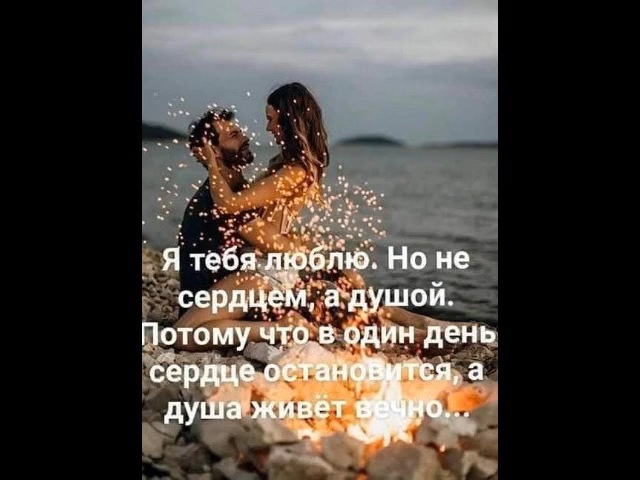 Я тебя люблю. Но не
сердцем, а душой.
Потому что в один день
сердце остановится, а
душа живёт вечно...